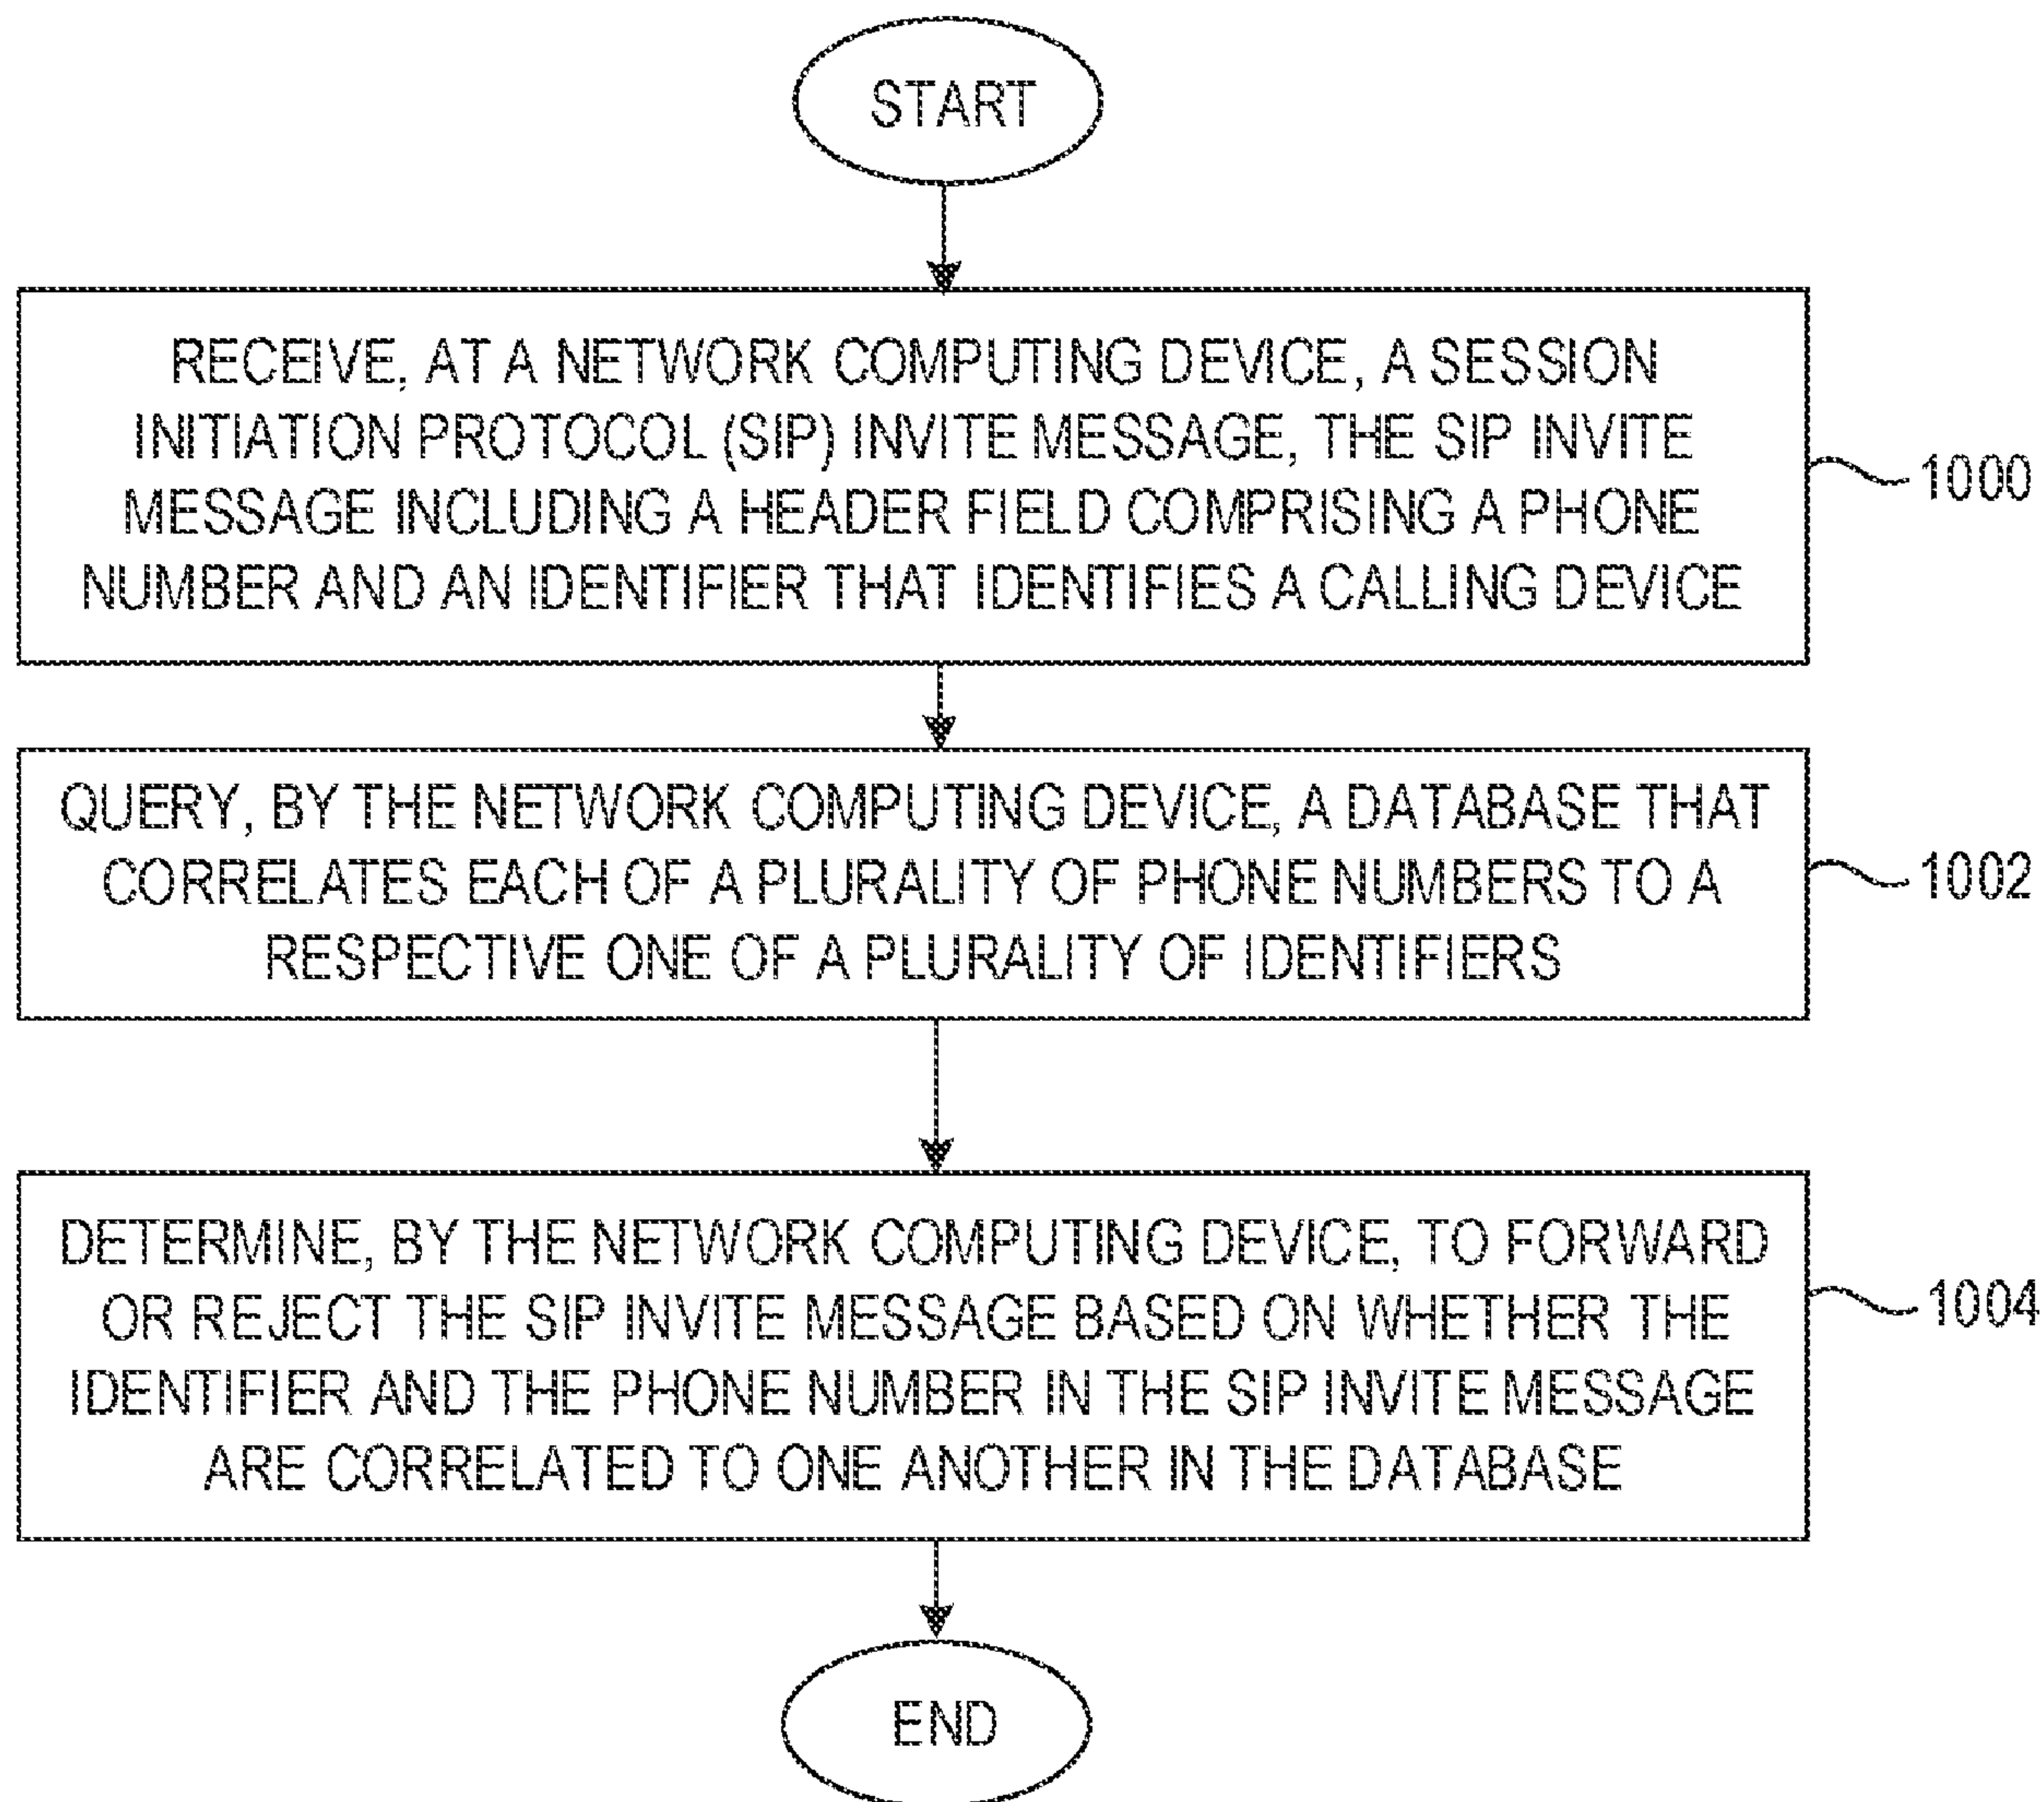 START
RECEIVE, AT A NETWORK COMPUTING DEVICE, A SESSION
INITIATION PROTOCOL (SIP) INVITE MESSAGE, THE SIP INVITE
MESSAGE INCLUDING A HEADER FIELD COMPRISING A PHONE
NUMBER AND AN IDENTIFIER THAT IDENTIFIES A CALLING DEVICE
1000
QUERY, BY THE NETWORK COMPUTING DEVICE, A DATABASE THAT
CORRELATES EACH OF A PLURALITY OF PHONE NUMBERS TO A
RESPECTIVE ONE OF A PLURALITY OF IDENTIFIERS
1002
DETERMINE, BY THE NETWORK COMPUTING DEVICE, TO FORWARD
OR REJECT THE SIP INVITE MESSAGE BASED ON WHETHER THE
IDENTIFIER AND THE PHONE NUMBER IN THE SIP INVITE MESSAGE
ARE CORRELATED TO ONE ANOTHER IN THE DATABASE
1004
END